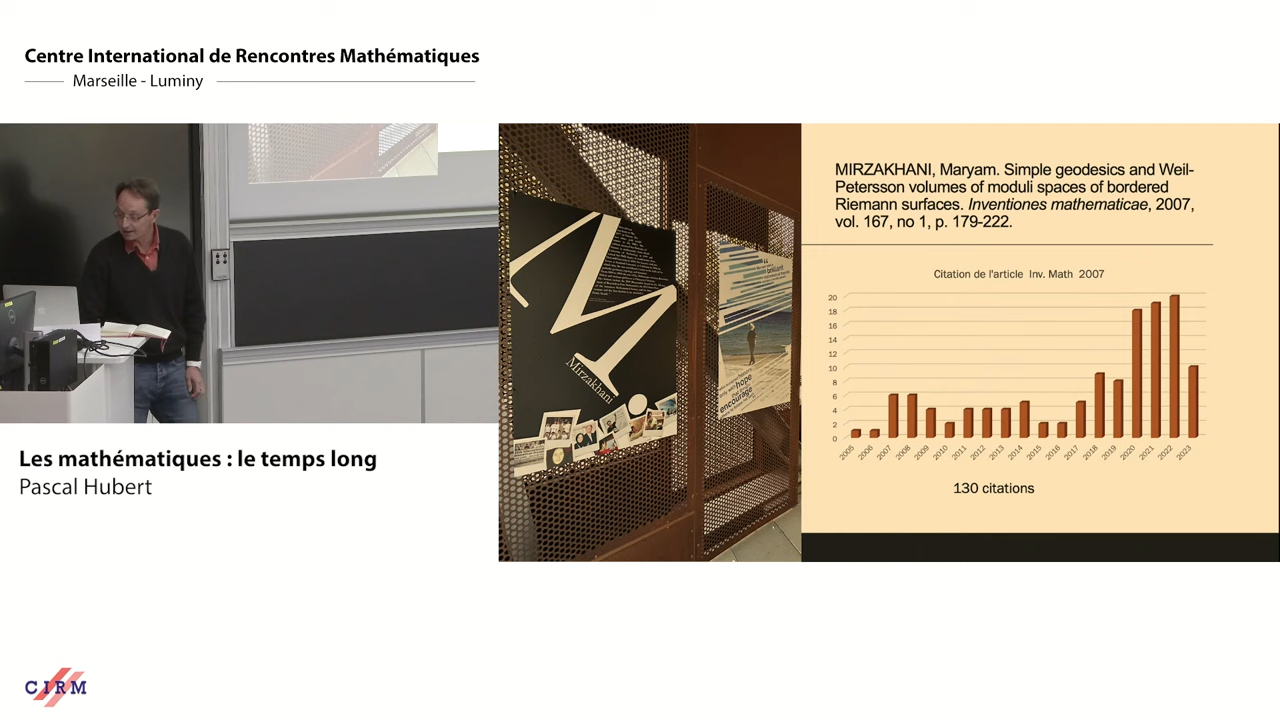 Centre International de Rencontres Mathématiques
Marseille - Luminy
M.
Mirzakhani
brilliant
hope
encourage
MIRZAKHANI, Maryam. Simple geodesics and Weil-
Petersson volumes of moduli spaces of bordered
Riemann surfaces. Inventiones mathematicae, 2007,
vol. 167, no 1, p. 179-222.
Citation de l'article Inv. Math 2007
20
18
16
14
12
10
8
6
4
2
0
2005 2006 2007 2008 2009 2010 2011 2012 2013 2014 2015 2016 2017 2018 2019 2020 2021 2022 2023
130 citations
Les mathématiques : le temps long
Pascal Hubert
CIRM